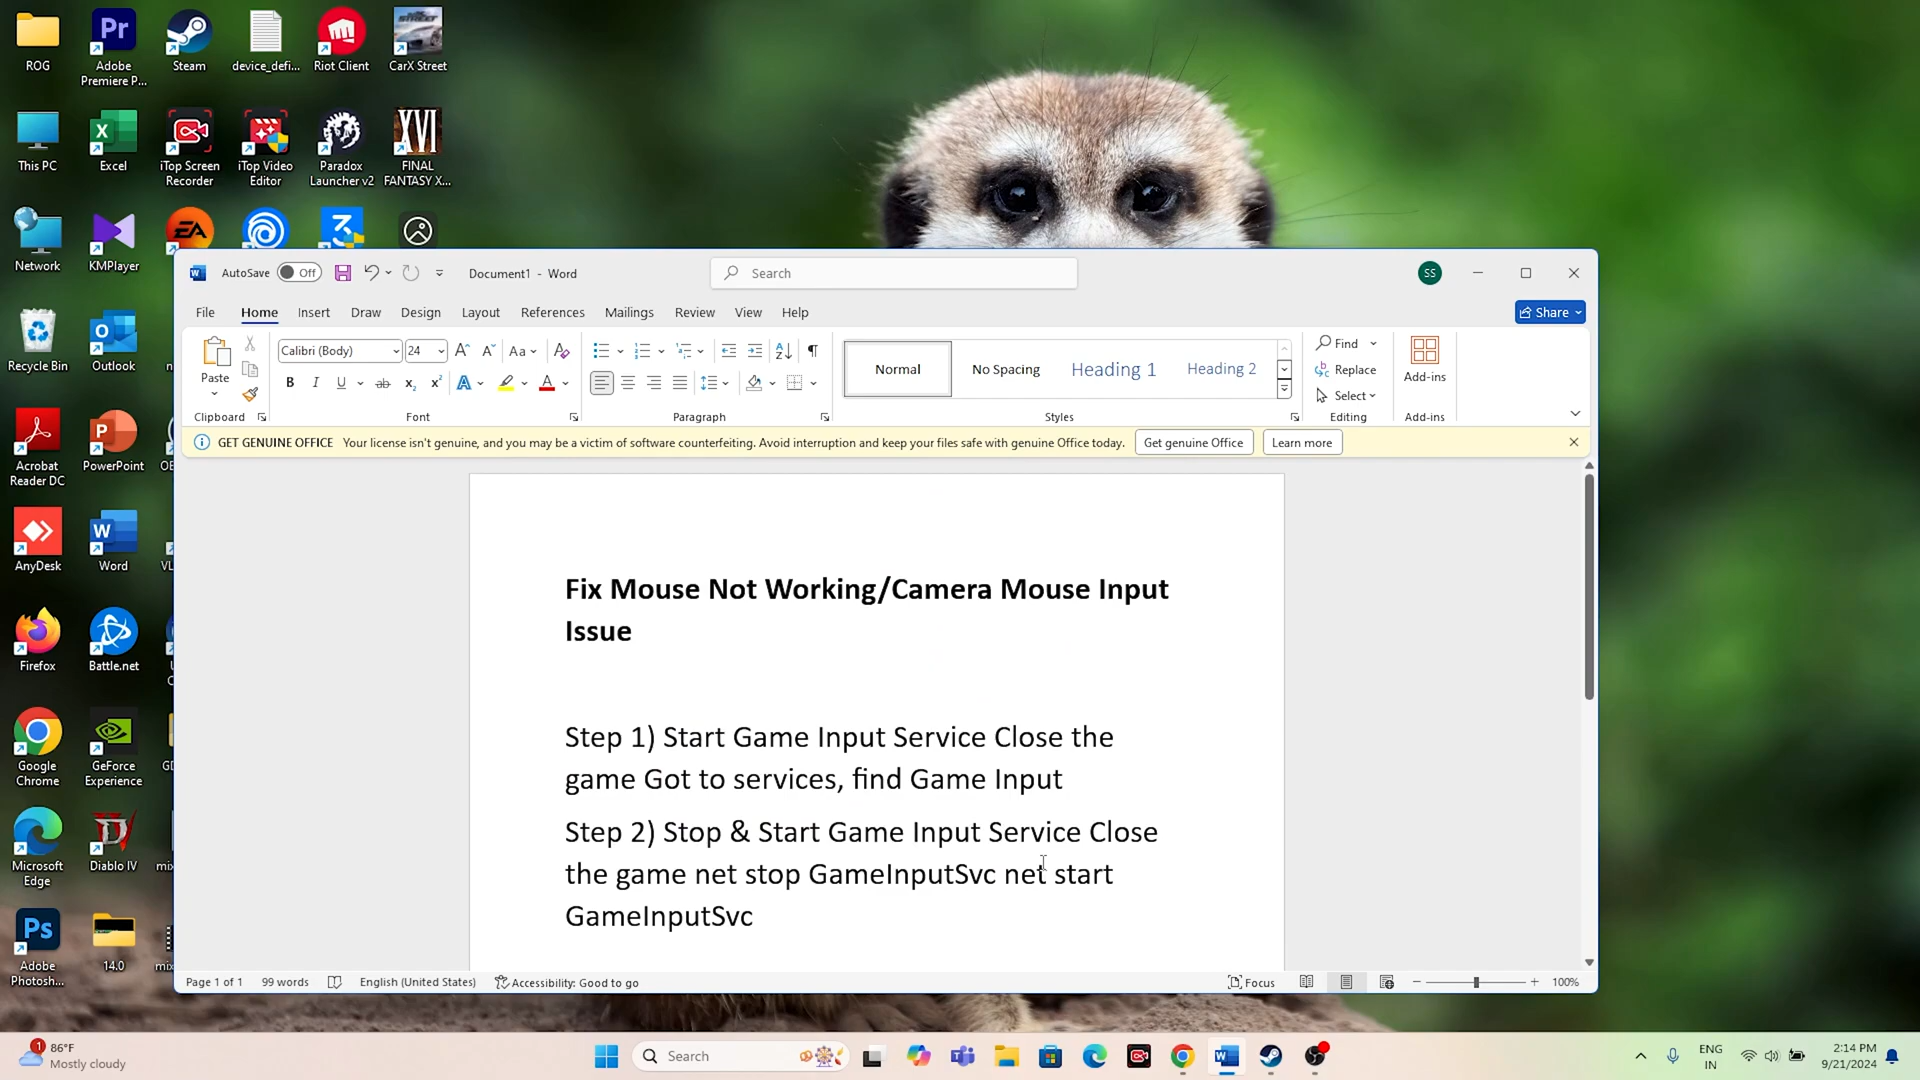 ROG
Adobe
Premiere P...
Steam
device_defi...
Riot Client
CarX Street
This PC
Excel
iTop Screen
Recorder
iTop Video
Editor
Paradox
Launcher v2
FINAL
FANTASY X...
Network
KMPlayer
Recycle Bin
Outlook
Acrobat
Reader DC
PowerPoint
AnyDesk
Word
Firefox
Battle.net
Google
Chrome
GeForce
Experience
Microsoft
Edge
Diablo IV
Adobe
Photosh...
14.0
AutoSave Off
Document1 - Word
Search
SS
File Home Insert Draw Design Layout References Mailings Review View Help
Share
Paste
Clipboard
Calibri (Body) 24
Font
Paragraph
Normal
No Spacing
Heading 1
Heading 2
Styles
Find
Replace
Select
Editing
Add-ins
Add-ins
GET GENUINE OFFICE Your license isn't genuine, and you may be a victim of software counterfeiting. Avoid interruption and keep your files safe with genuine Office today. Get genuine Office Learn more
Fix Mouse Not Working/Camera Mouse Input
Issue
Step 1) Start Game Input Service Close the
game Got to services, find Game Input
Step 2) Stop & Start Game Input Service Close
the game net stop GameInputSvc net start
GameInputSvc
Page 1 of 1 99 words English (United States) Accessibility: Good to go Focus 100%
86°F
Mostly cloudy
Search
ENG
IN
2:14 PM
9/21/2024